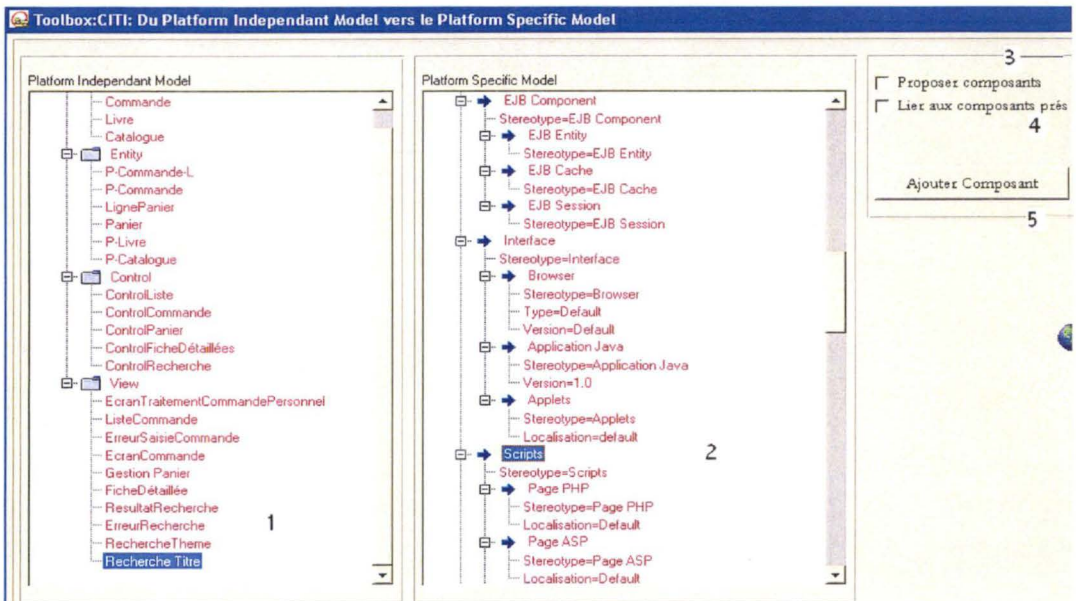 Toolbox:CITI: Du Platform Independant Model vers le Platform Specific Model
Platform Independant Model
Commande
Livre
Catalogue
Entity
P-Commande-L
P-Commande
LignePanier
Panier
P-Livre
P-Catalogue
Control
ControlListe
ControlCommande
ControlPanier
ControlFicheDétaillées
ControlRecherche
View
EcranTraitementCommandePersonnel
ListeCommande
ErreurSaisieCommande
EcranCommande
Gestion Panier
FicheDétaillée
ResultatRecherche
ErreurRecherche
1
RechercheTheme
Recherche Titre
Platform Specific Model
EJB Component
Stereotype=EJB Component
EJB Entity
Stereotype=EJB Entity
EJB Cache
Stereotype=EJB Cache
EJB Session
Stereotype=EJB Session
Interface
Stereotype=Interface
Browser
Stereotype=Browser
Type=Default
Version=Default
Application Java
Stereotype=Application Java
Version=1.0
Applets
Stereotype=Applets
Localisation=default
Scripts
2
Stereotype=Scripts
Page PHP
Stereotype=Page PHP
Localisation=Default
Page ASP
Stereotype=Page ASP
Localisation=Default
3
Proposer composants
Lier aux composants prés
4
Ajouter Composant
5